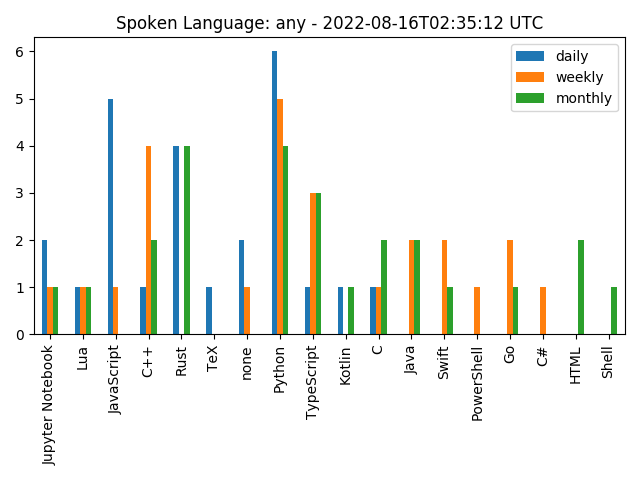 Spoken Language: any - 2022-08-16T02:35:12 UTC
daily
weekly
monthly
6
5
4
3
2
1
0
Jupyter Notebook
Lua
JavaScript
C++
Rust
TeX
none
Python
TypeScript
Kotlin
C
Java
Swift
PowerShell
Go
C#
HTML
Shell